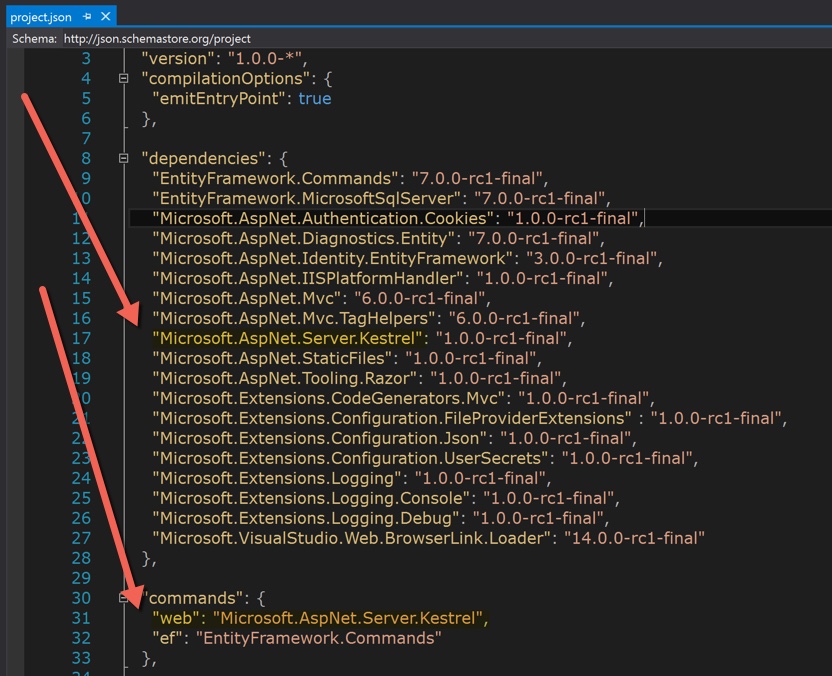 project.json
Schema: http://json.schemastore.org/project
3 "version": "1.0.0-*",
4 "compilationOptions": {
5 "emitEntryPoint": true
6 },
7
8 "dependencies": {
9 "EntityFramework.Commands": "7.0.0-rc1-final",
0 "EntityFramework.MicrosoftSqlServer": "7.0.0-rc1-final",
1 "Microsoft.AspNet.Authentication.Cookies": "1.0.0-rc1-final",
12 "Microsoft.AspNet.Diagnostics.Entity": "7.0.0-rc1-final",
13 "Microsoft.AspNet.Identity.EntityFramework": "3.0.0-rc1-final",
14 "Microsoft.AspNet.IISPlatformHandler": "1.0.0-rc1-final",
15 "Microsoft.AspNet.Mvc": "6.0.0-rc1-final",
16 "Microsoft.AspNet.Mvc.TagHelpers": "6.0.0-rc1-final",
17 "Microsoft.AspNet.Server.Kestrel": "1.0.0-rc1-final",
18 "Microsoft.AspNet.StaticFiles": "1.0.0-rc1-final",
19 "Microsoft.AspNet.Tooling.Razor": "1.0.0-rc1-final",
20 "Microsoft.Extensions.CodeGenerators.Mvc": "1.0.0-rc1-final",
21 "Microsoft.Extensions.Configuration.FileProviderExtensions" : "1.0.0-rc1-final",
22 "Microsoft.Extensions.Configuration.Json": "1.0.0-rc1-final",
23 "Microsoft.Extensions.Configuration.UserSecrets": "1.0.0-rc1-final",
24 "Microsoft.Extensions.Logging": "1.0.0-rc1-final",
25 "Microsoft.Extensions.Logging.Console": "1.0.0-rc1-final",
26 "Microsoft.Extensions.Logging.Debug": "1.0.0-rc1-final",
27 "Microsoft.VisualStudio.Web.BrowserLink.Loader": "14.0.0-rc1-final"
28 },
29
30 "commands": {
31 "web": "Microsoft.AspNet.Server.Kestrel",
32 "ef": "EntityFramework.Commands"
33 },